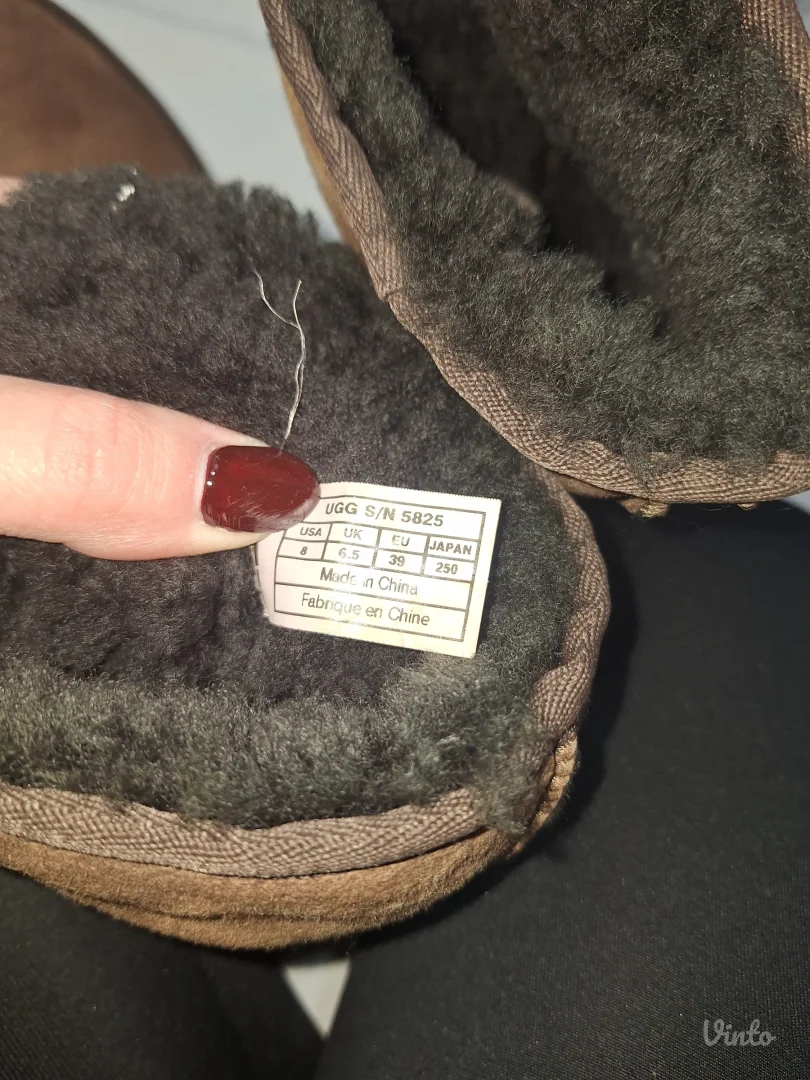 UGG S/N 5825
USA UK EU JAPAN
8 6.5 39 250
Made in China
Fabrique en Chine
Vinto